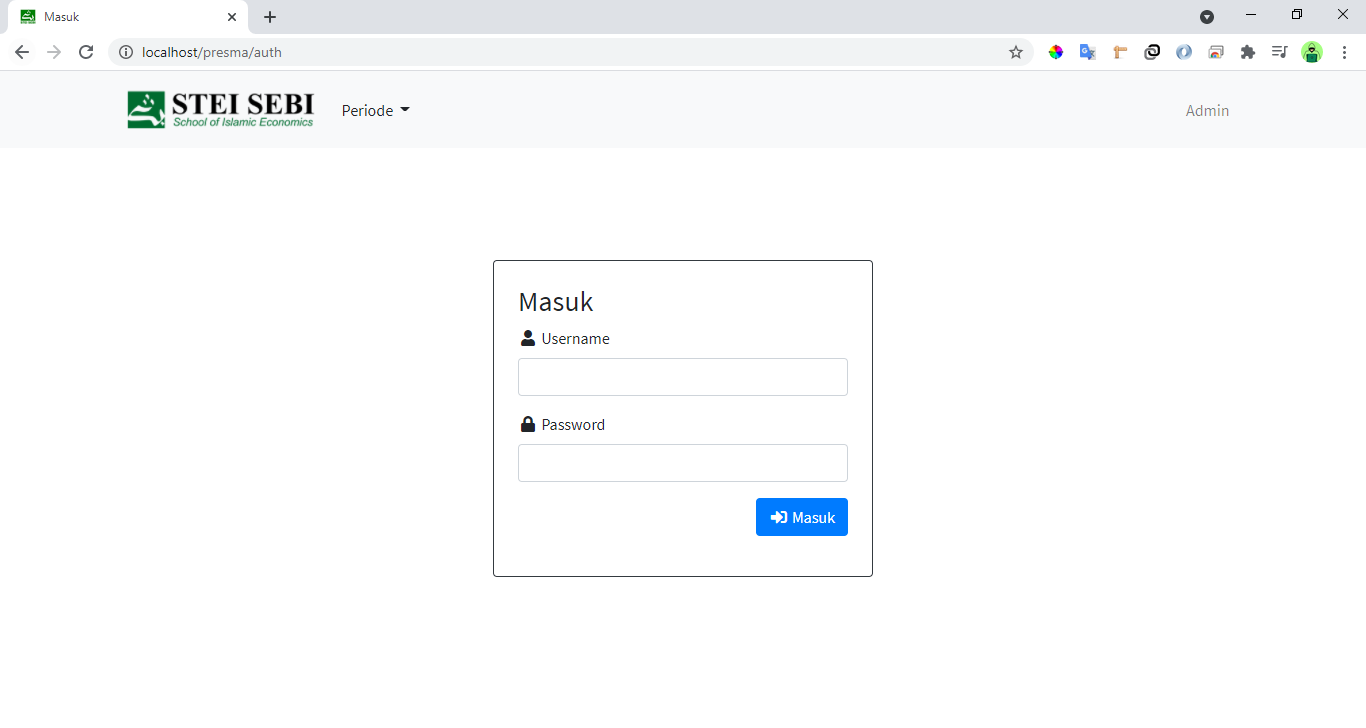 Masuk
localhost/presma/auth
STEI SEBI
School of Islamic Economics
Periode
Admin
Masuk
Username
Password
Masuk